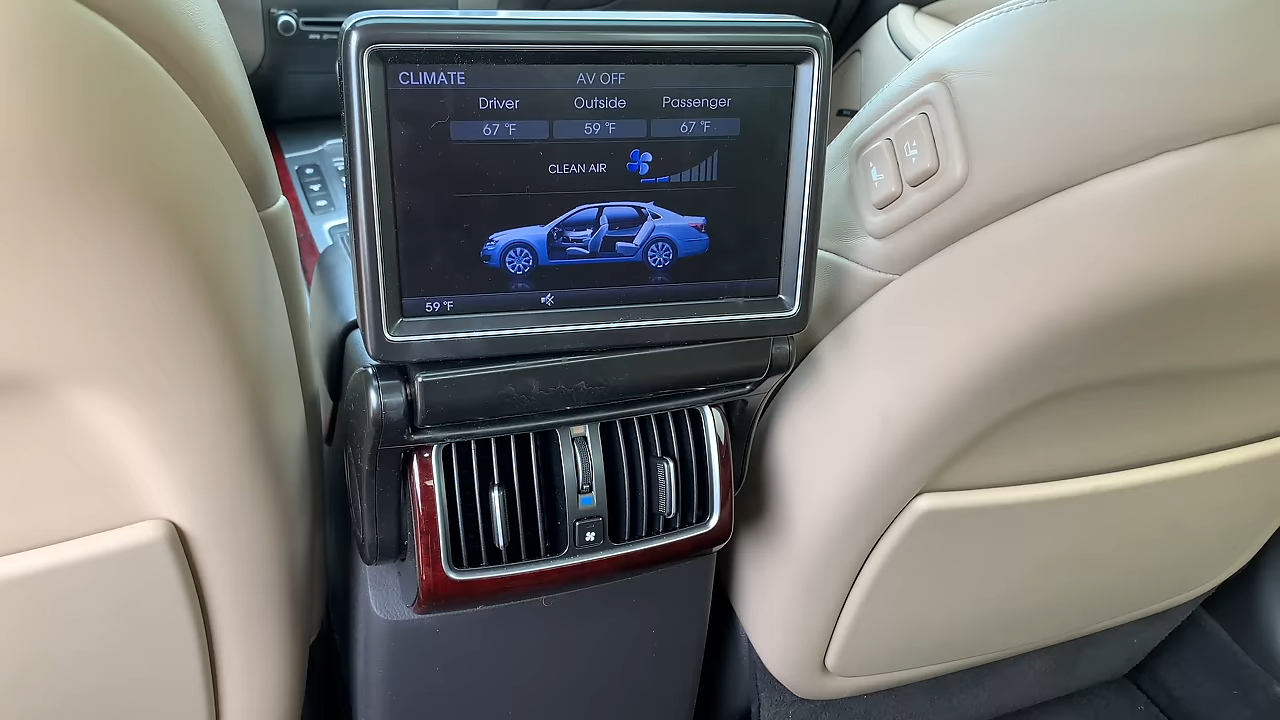 CLIMATE AV OFF
Driver Outside Passenger
67 °F 59 °F 67 °F
CLEAN AIR
59 °F